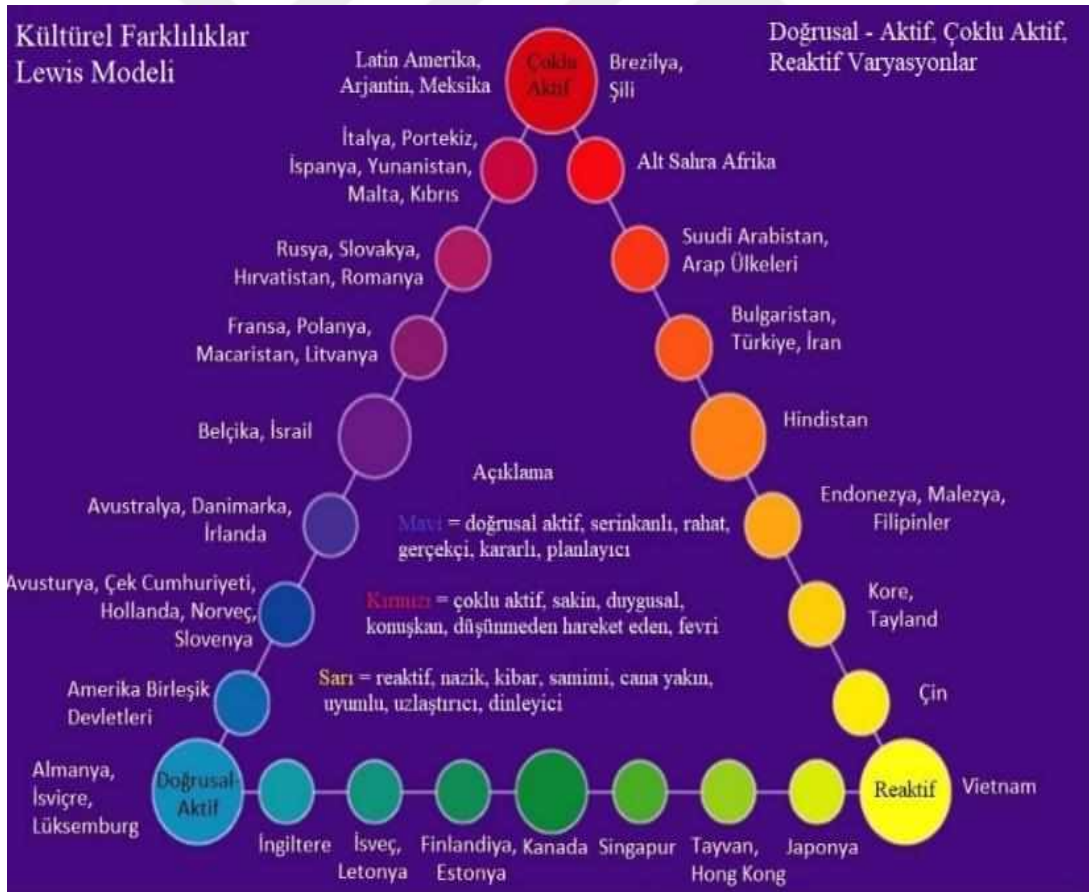 Kültürel Farklılıklar
Lewis Modeli
Doğrusal - Aktif, Çoklu Aktif,
Reaktif Varyasyonlar
Latin Amerika,
Arjantin, Meksika
Çoklu
Aktif
Brezilya,
Şili
İtalya, Portekiz,
İspanya, Yunanistan,
Malta, Kıbrıs
Alt Sahra Afrika
Rusya, Slovakya,
Hırvatistan, Romanya
Suudi Arabistan,
Arap Ülkeleri
Fransa, Polanya,
Macaristan, Litvanya
Bulgaristan,
Türkiye, İran
Belçika, İsrail
Hindistan
Açıklama
Avustralya, Danimarka,
İrlanda
Endonezya, Malezya,
Filipinler
Mavi = doğrusal aktif, serinkanlı, rahat,
gerçekçi, kararlı, planlayıcı
Avusturya, Çek Cumhuriyeti,
Hollanda, Norveç,
Slovenya
Kırmızı = çoklu aktif, sakin, duygusal,
konuşkan, düşünmeden hareket eden, fevri
Kore,
Tayland
Sarı = reaktif, nazik, kibar, samimi, cana yakın,
uyumlu, uzlaştırıcı, dinleyici
Amerika Birleşik
Devletleri
Çin
Almanya,
İsviçre,
Lüksemburg
Doğrusal-
Aktif
Reaktif
Vietnam
İngiltere
İsveç,
Letonya
Finlandiya,
Estonya
Kanada
Singapur
Tayvan,
Hong Kong
Japonya